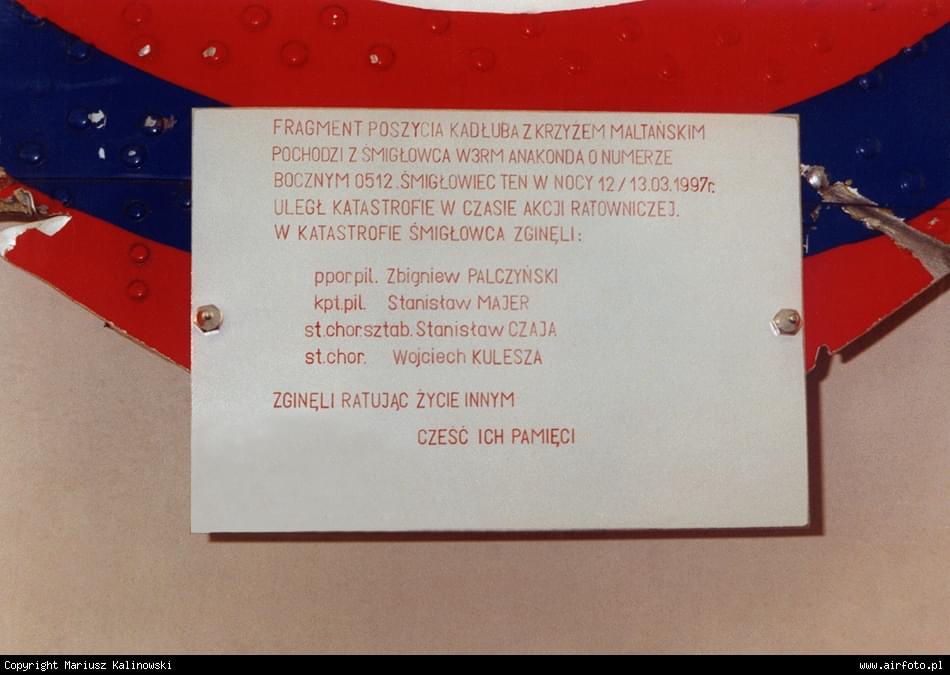 FRAGMENT POSZYCIA KADŁUBA Z KRZYŻEM MALTAŃSKIM
POCHODZI Z ŚMIGŁOWCA W3RM ANAKONDA O NUMERZE
BOCZNYM 0512. ŚMIGŁOWIEC TEN W NOCY 12/13.03.1997r.
ULEGŁ KATASTROFIE W CZASIE AKCJI RATOWNICZEJ.
W KATASTROFIE ŚMIGŁOWCA ZGINĘLI:
ppor.pil. Zbigniew PALCZYŃSKI
kpt.pil. Stanisław MAJER
st.chor.sztab. Stanisław CZAJA
st.chor. Wojciech KULESZA
ZGINĘLI RATUJĄC ŻYCIE INNYM
CZEŚĆ ICH PAMIĘCI
Copyright Mariusz Kalinowski
www.airfoto.pl